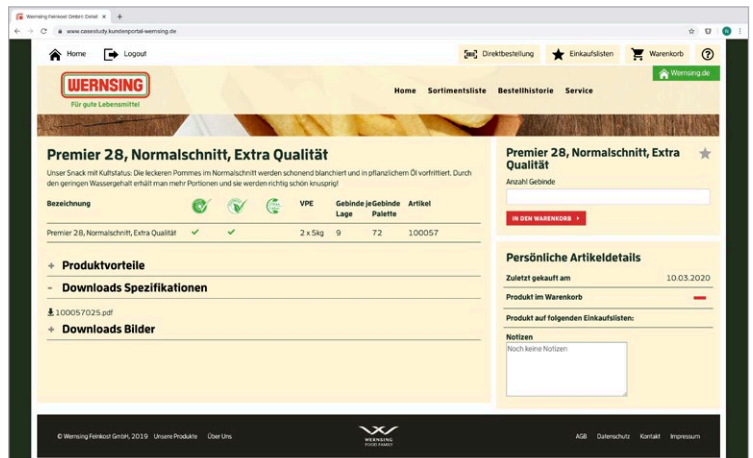 Wernsing Feinkost GmbH: Detail
www.casestudy.kundenportal-wernsing.de
Home Logout Direktbestellung Einkaufslisten Warenkorb
WERNSING
Für gute Lebensmittel
Home Sortimentsliste Bestellhistorie Service
Wernsing.de
Premier 28, Normalschnitt, Extra Qualität
Unser Snack mit Kultstatus: Die leckeren Pommes im Normalschnitt werden schonend blanchiert und in pflanzlichem Öl vorfrittiert. Durch
den geringen Wassergehalt erhält man mehr Portionen und sie werden richtig schön knusprig!
Bezeichnung VPE Gebinde je Lage Gebinde Palette Artikel
Premier 28, Normalschnitt, Extra Qualität 2 x 5kg 9 72 100057
+ Produktvorteile
- Downloads Spezifikationen
100057025.pdf
+ Downloads Bilder
Premier 28, Normalschnitt, Extra
Qualität
Anzahl Gebinde
IN DEN WARENKORB
Persönliche Artikeldetails
Zuletzt gekauft am 10.03.2020
Produkt im Warenkorb
Produkt auf folgenden Einkaufslisten:
Notizen
Noch keine Notizen
© Wernsing Feinkost GmbH, 2019 Unsere Produkte Über Uns
WERNSING
FOOD FAMILY
AGB Datenschutz Kontakt Impressum